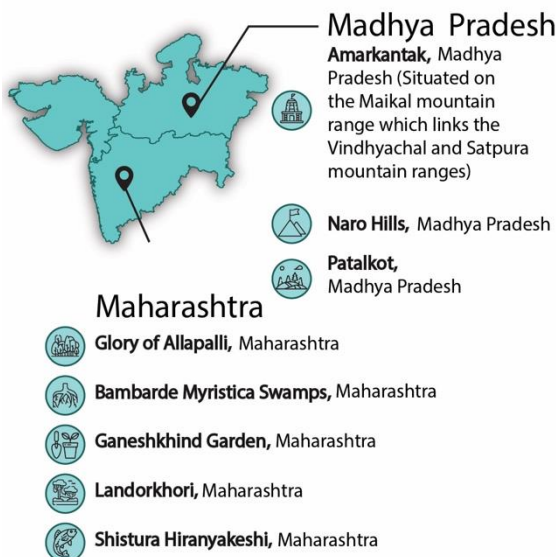 Madhya Pradesh
Amarkantak, Madhya
Pradesh (Situated on
the Maikal mountain
range which links the
Vindhyachal and Satpura
mountain ranges)
Naro Hills, Madhya Pradesh
Patalkot,
Madhya Pradesh
Maharashtra
Glory of Allapalli, Maharashtra
Bambarde Myristica Swamps, Maharashtra
Ganeshkhind Garden, Maharashtra
Landorkhori, Maharashtra
Shistura Hiranyakeshi, Maharashtra